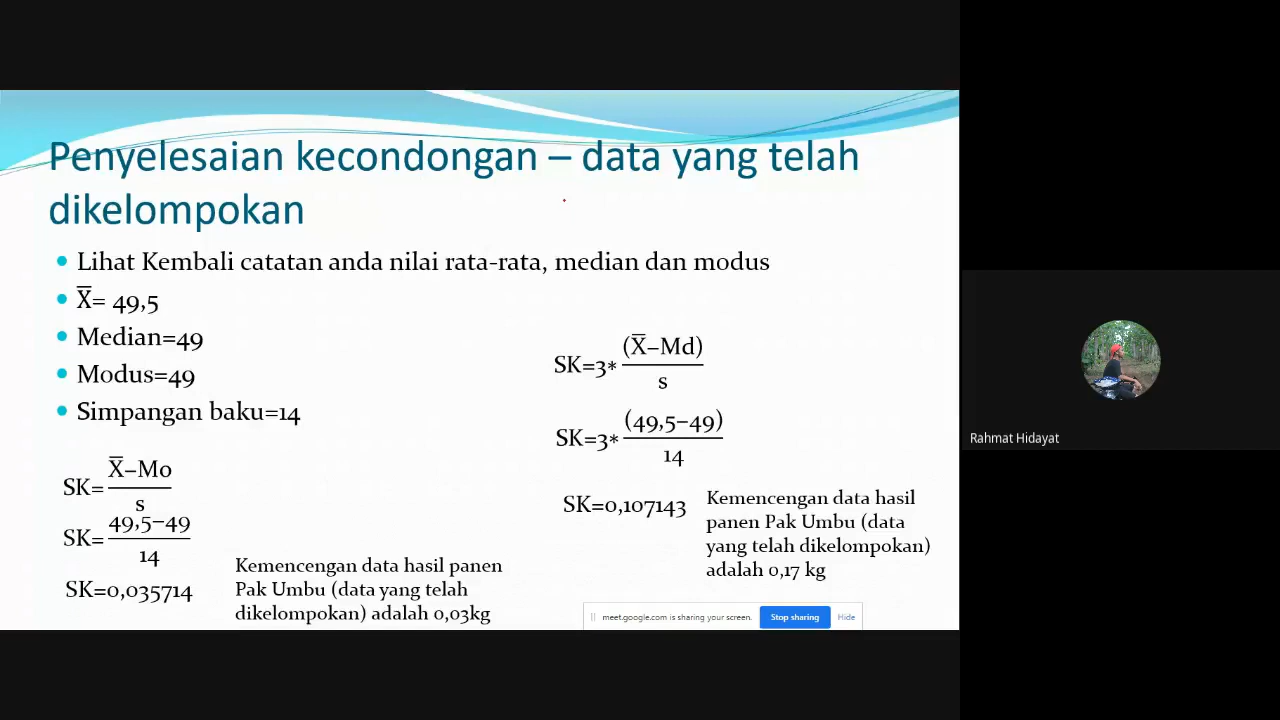 Penyelesaian kecondongan – data yang telah
dikelompokan
• Lihat Kembali catatan anda nilai rata-rata, median dan modus
• X̅= 49,5
• Median=49
• Modus=49
• Simpangan baku=14
SK= X̅−Mo
s
SK= 49,5−49
14
SK=0,035714
Kemencengan data hasil panen
Pak Umbu (data yang telah
dikelompokan) adalah 0,03kg
SK=3* (X̅−Md)
s
SK=3* (49,5−49)
14
SK=0,107143
Kemencengan data hasil
panen Pak Umbu (data
yang telah dikelompokan)
adalah 0,17 kg
meet.google.com is sharing your screen.
Stop sharing
Hide
Rahmat Hidayat